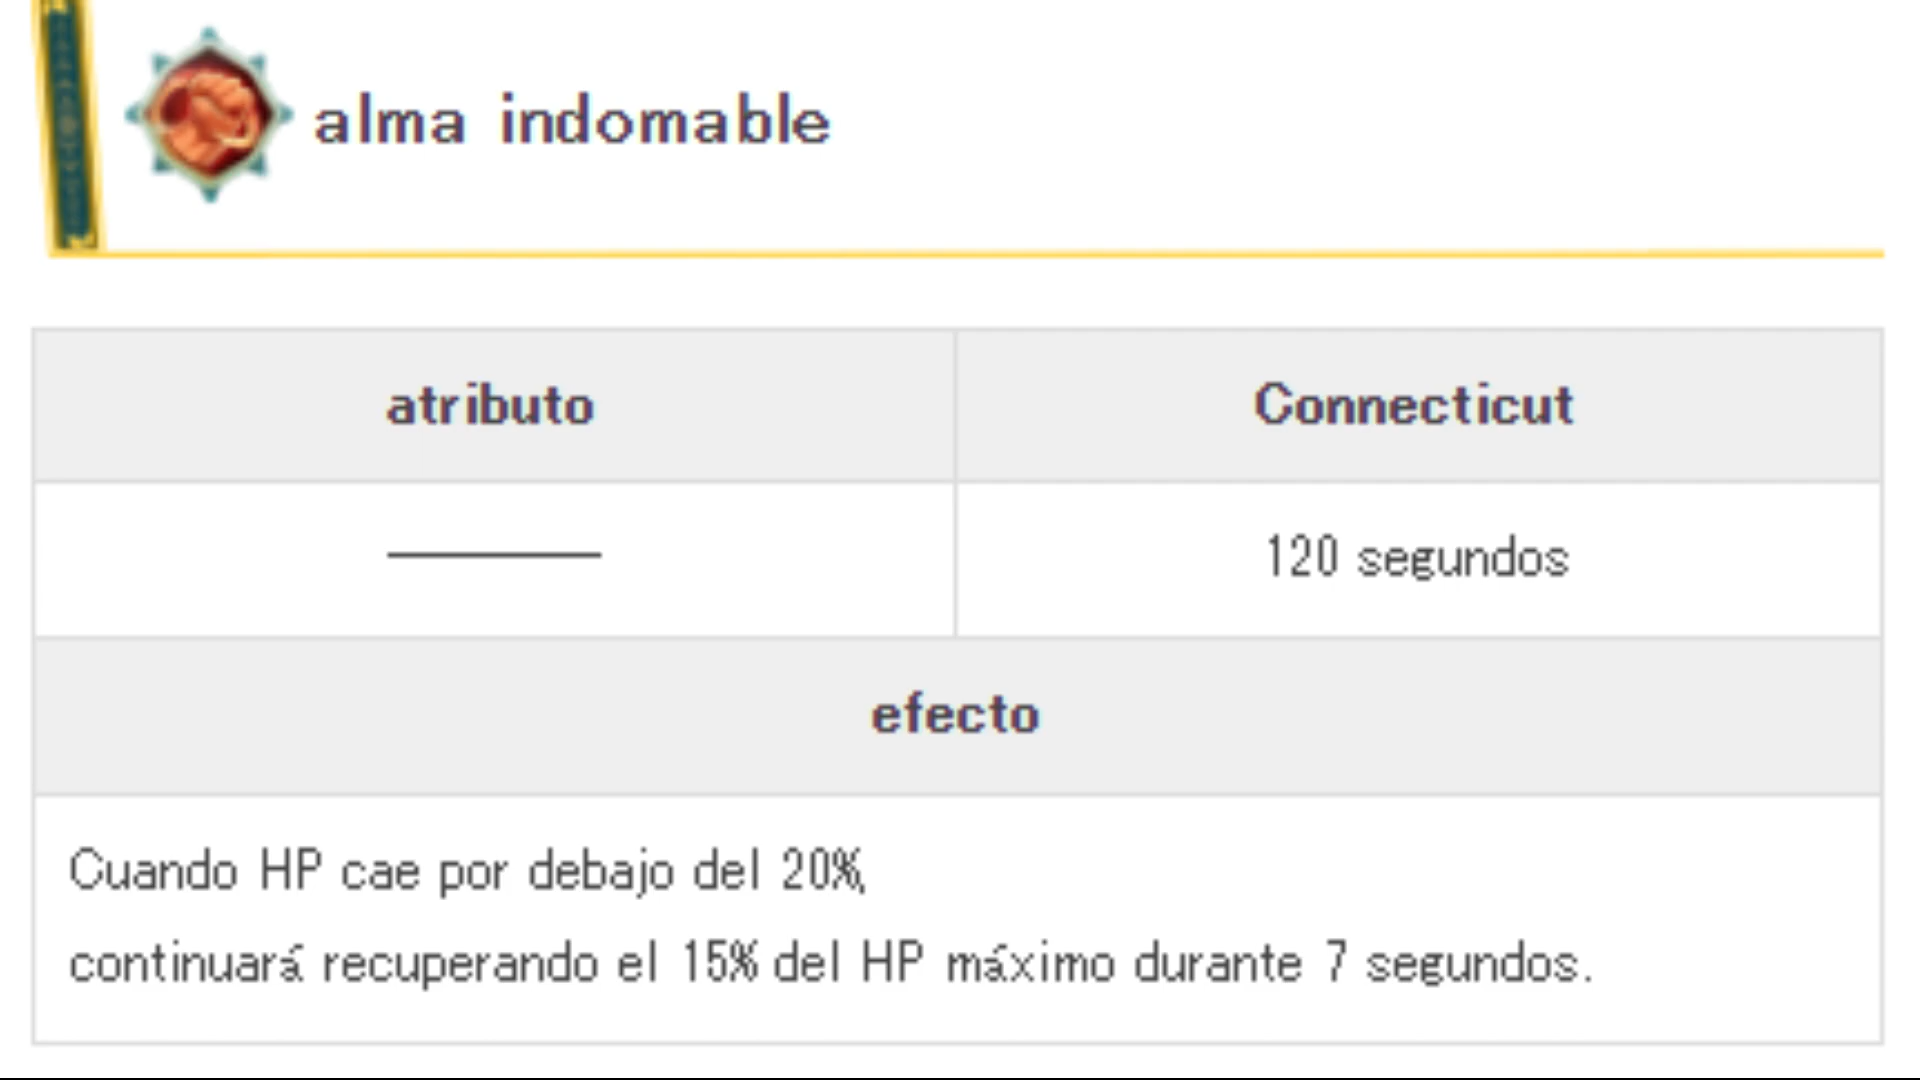 alma indomable
atributo
Connecticut
120 segundos
efecto
Cuando HP cae por debajo del 20%,
continuará recuperando el 15% del HP máximo durante 7 segundos.